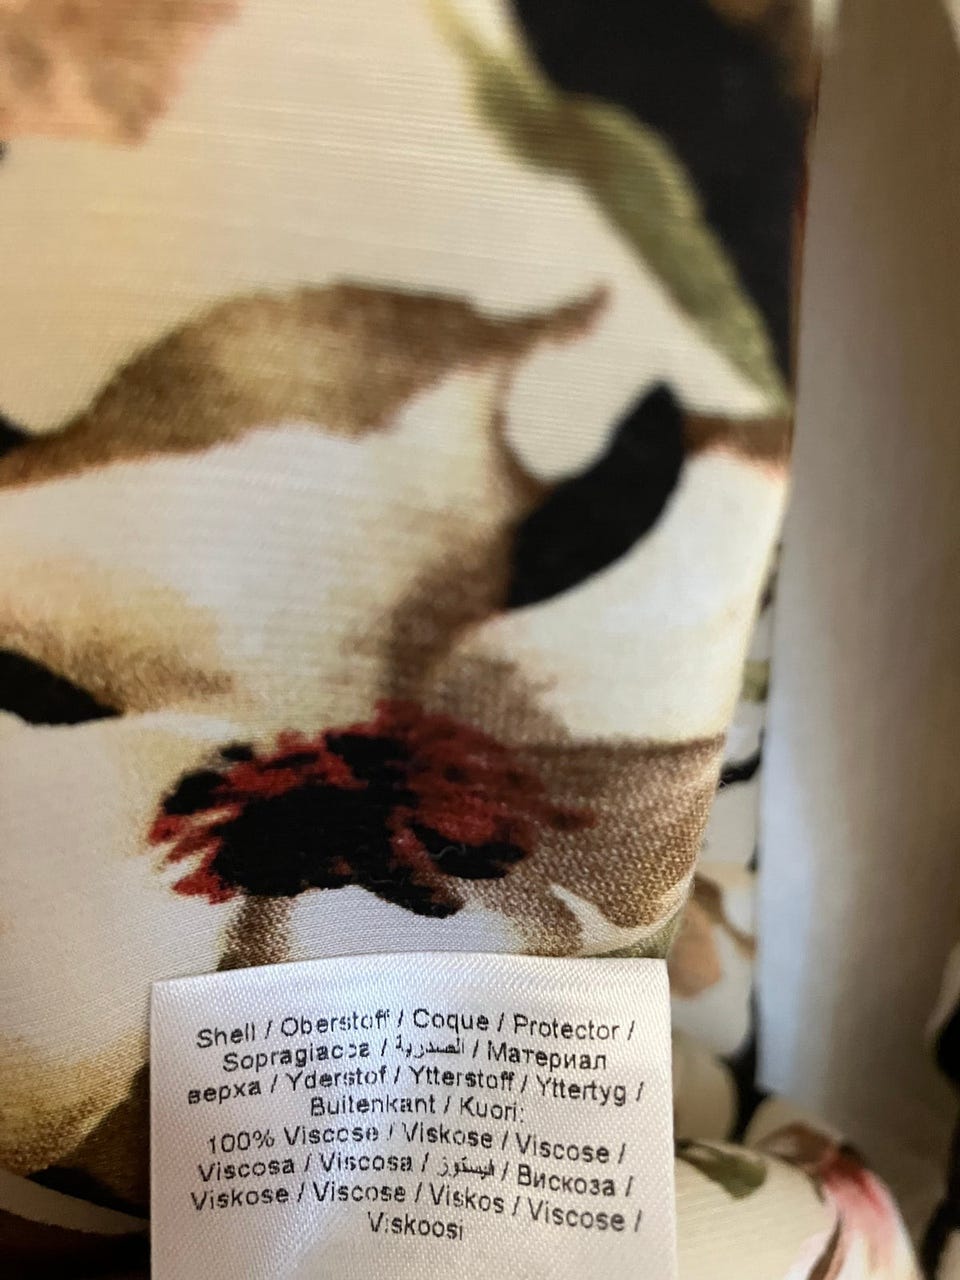 Shell / Oberstoff / Coque / Protector /
Sopragiacca / الصدرية / Материал
верха / Yderstof / Ytterstoff / Yttertyg /
Buitenkant / Kuori:
100% Viscose / Viskose / Viscose /
Viscosa / Viscosa / فيسكوز / Вискоза /
Viskose / Viscose / Viskos / Viscose /
Viskoosi